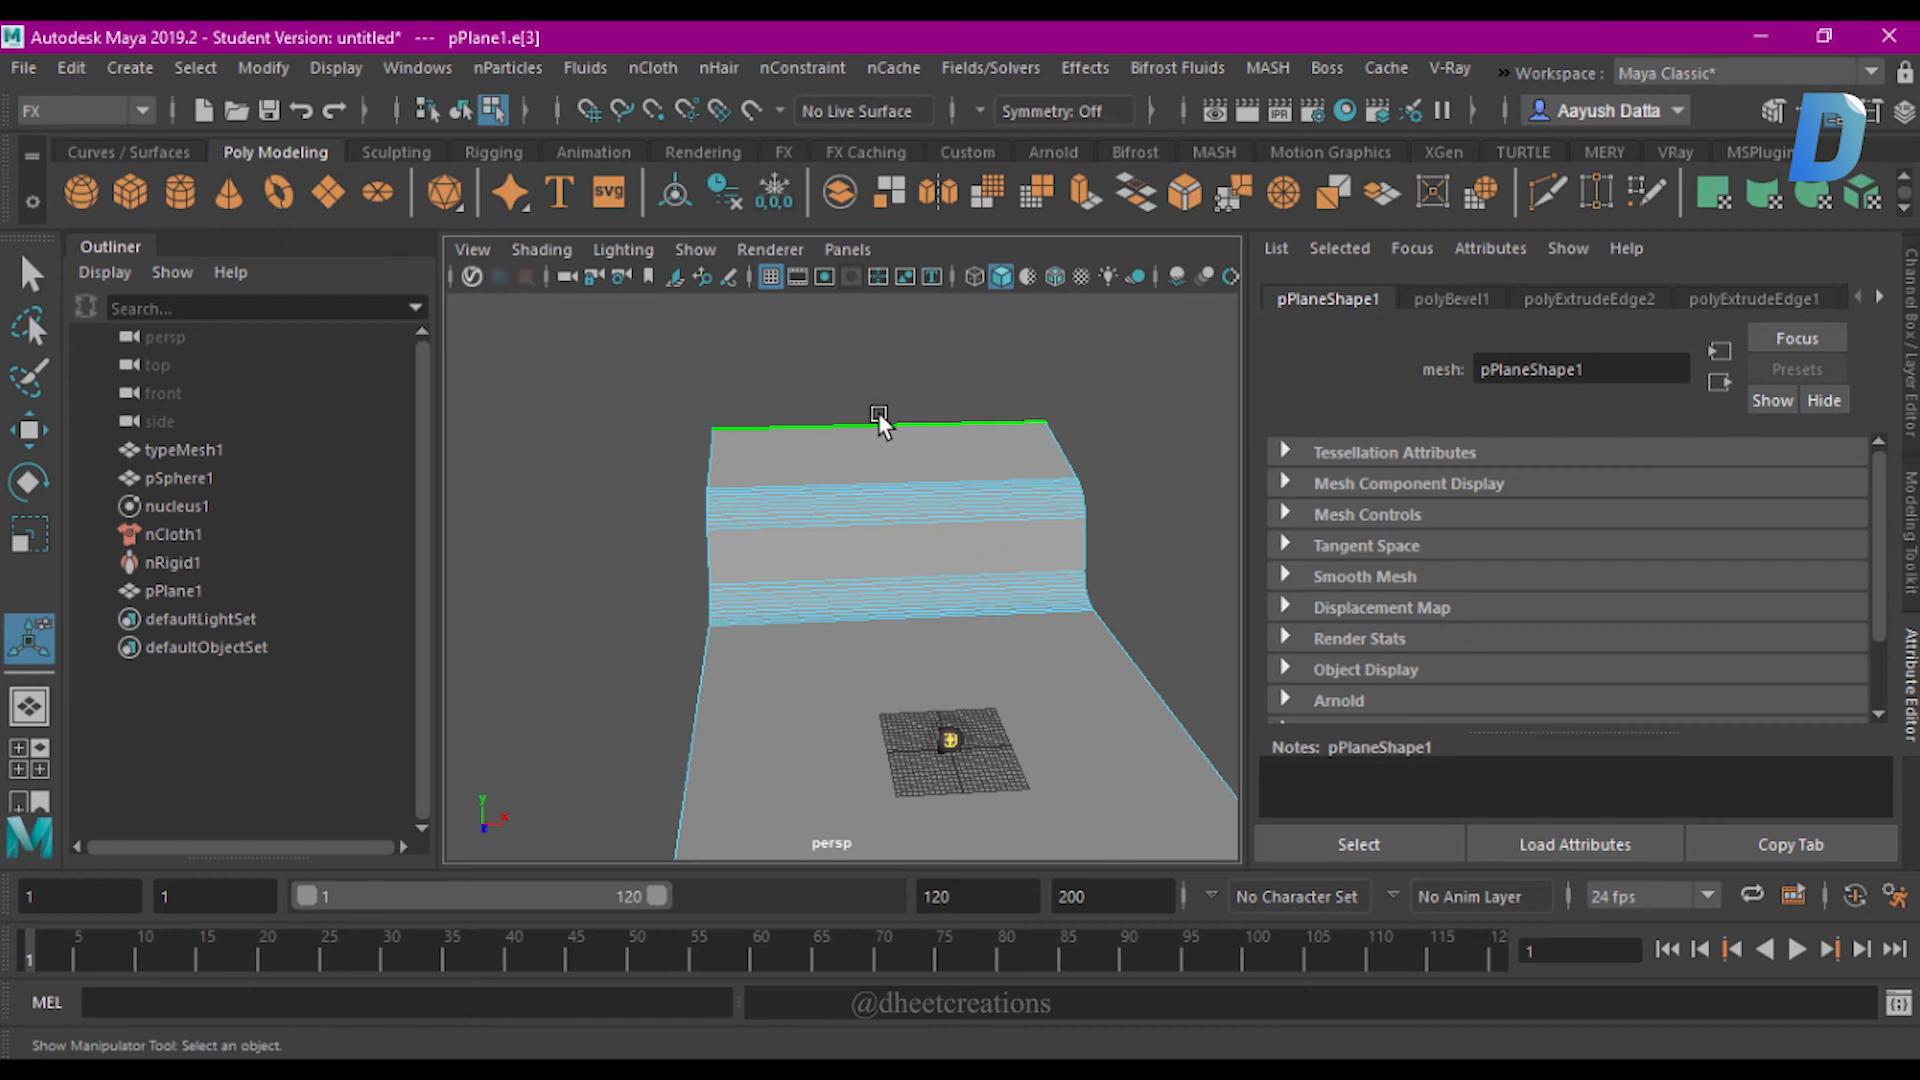 Autodesk Maya 2019.2 - Student Version: untitled* --- pPlane1.e[3]
File Edit Create Select Modify Display Windows nParticles Fluids nCloth nHair nConstraint nCache Fields/Solvers Effects Bifrost Fluids MASH Boss Cache V-Ray » Workspace : Maya Classic*
FX No Live Surface Symmetry: Off IPR Aayush Datta
Curves / Surfaces Poly Modeling Sculpting Rigging Animation Rendering FX FX Caching Custom Arnold Bifrost MASH Motion Graphics XGen TURTLE MERY VRay MSPlugin
T svg 0,0,0
D
Outliner
Display Show Help
Search...
persp
top
front
side
typeMesh1
pSphere1
nucleus1
nCloth1
nRigid1
pPlane1
defaultLightSet
defaultObjectSet
View Shading Lighting Show Renderer Panels
y
x
persp
List Selected Focus Attributes Show Help
pPlaneShape1 polyBevel1 polyExtrudeEdge2 polyExtrudeEdge1
mesh: pPlaneShape1
Focus
Presets
Show Hide
Tessellation Attributes
Mesh Component Display
Mesh Controls
Tangent Space
Smooth Mesh
Displacement Map
Render Stats
Object Display
Arnold
Notes: pPlaneShape1
Select Load Attributes Copy Tab
Channel Box / Layer Editor
Modeling Toolkit
Attribute Editor
1 1 1 120 120 200 No Character Set No Anim Layer 24 fps
1 5 10 15 20 25 30 35 40 45 50 55 60 65 70 75 80 85 90 95 100 105 110 115 12 1
MEL @dheetcreations
Show Manipulator Tool: Select an object.